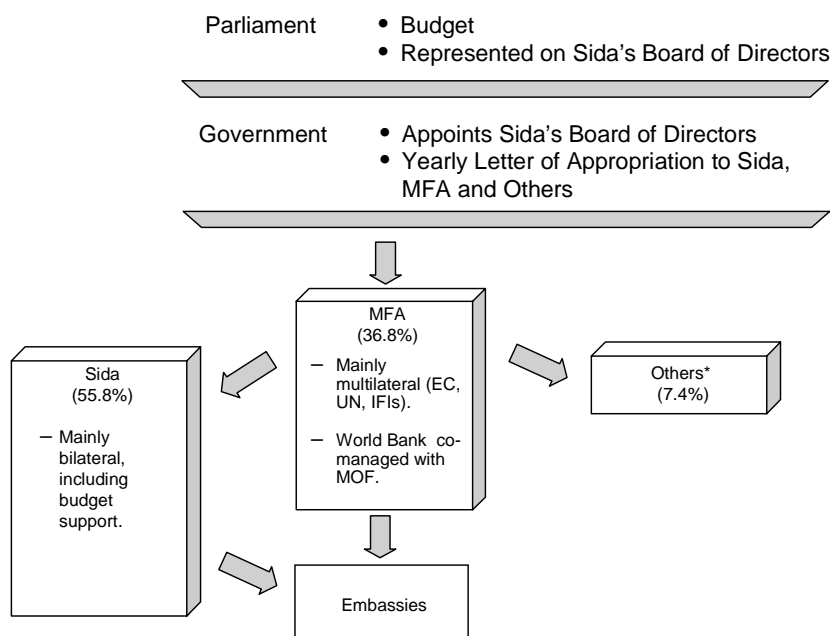 Parliament
• Budget
• Represented on Sida's Board of Directors
Government
• Appoints Sida's Board of Directors
• Yearly Letter of Appropriation to Sida,
MFA and Others
MFA
(36.8%)
– Mainly
multilateral (EC,
UN, IFIs).
– World Bank co-
managed with
MOF.
Sida
(55.8%)
– Mainly
bilateral,
including
budget
support.
Others*
(7.4%)
Embassies